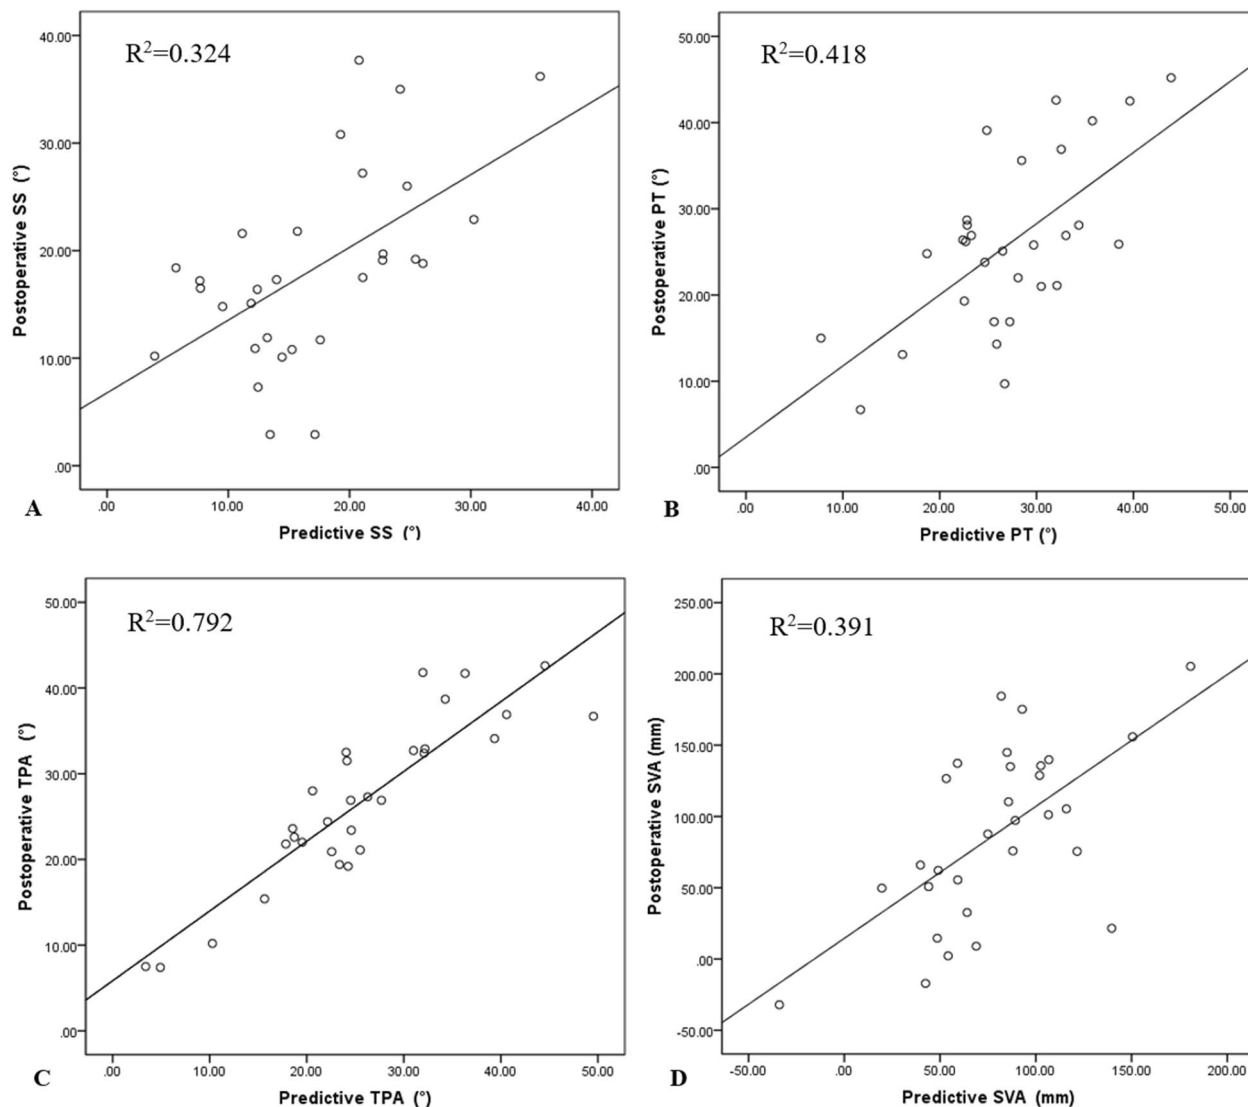 R²=0.324
40.00
30.00
20.00
10.00
.00
Postoperative SS (°)
.00 10.00 20.00 30.00 40.00
Predictive SS (°)
A
R²=0.418
50.00
40.00
30.00
20.00
10.00
.00
Postoperative PT (°)
.00 10.00 20.00 30.00 40.00 50.00
Predictive PT (°)
B
R²=0.792
50.00
40.00
30.00
20.00
10.00
.00
Postoperative TPA (°)
.00 10.00 20.00 30.00 40.00 50.00
Predictive TPA (°)
C
R²=0.391
250.00
200.00
150.00
100.00
50.00
.00
-50.00
Postoperative SVA (mm)
-50.00 .00 50.00 100.00 150.00 200.00
Predictive SVA (mm)
D